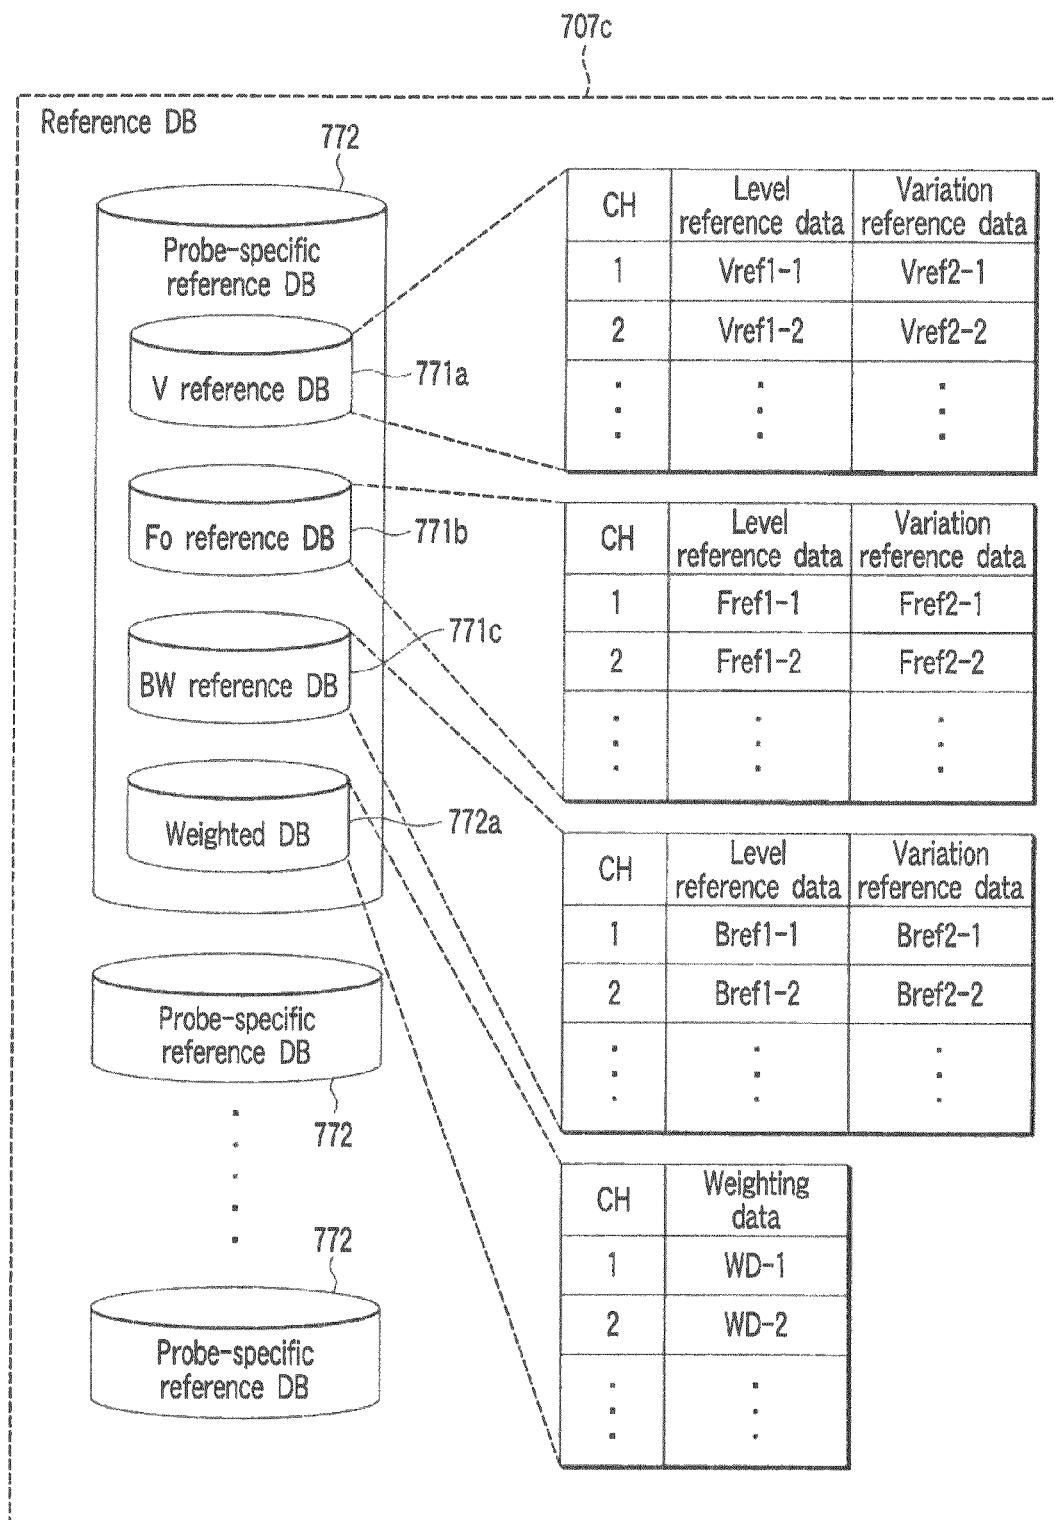 707c
Reference DB
772
Probe-specific
reference DB
V reference DB
771a
Fo reference DB
771b
BW reference DB
771c
Weighted DB
772a
Probe-specific
reference DB
772
772
Probe-specific
reference DB
CH Level reference data Variation reference data
1 Vref1-1 Vref2-1
2 Vref1-2 Vref2-2
CH Level reference data Variation reference data
1 Fref1-1 Fref2-1
2 Fref1-2 Fref2-2
CH Level reference data Variation reference data
1 Bref1-1 Bref2-1
2 Bref1-2 Bref2-2
CH Weighting data
1 WD-1
2 WD-2